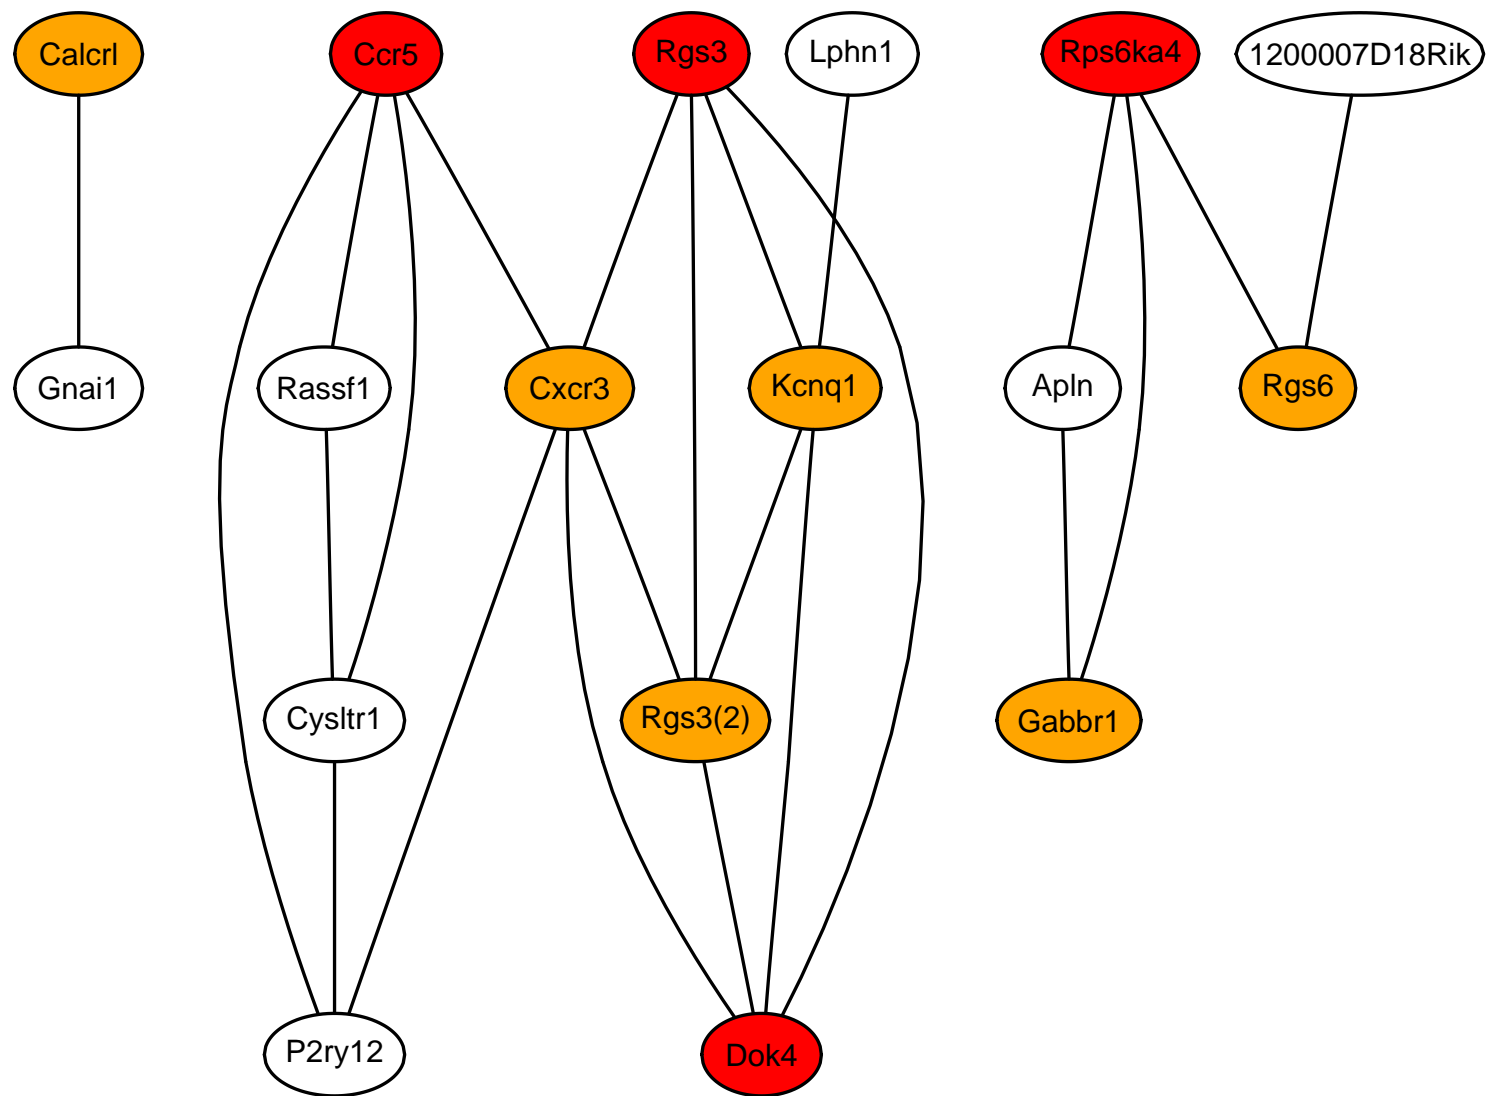 Calcrl
Ccr5
Rgs3
Lphn1
Rps6ka4
1200007D18Rik
Gnai1
Rassf1
Cxcr3
Kcnq1
Apln
Rgs6
Cysltr1
Rgs3(2)
Gabbr1
P2ry12
Dok4